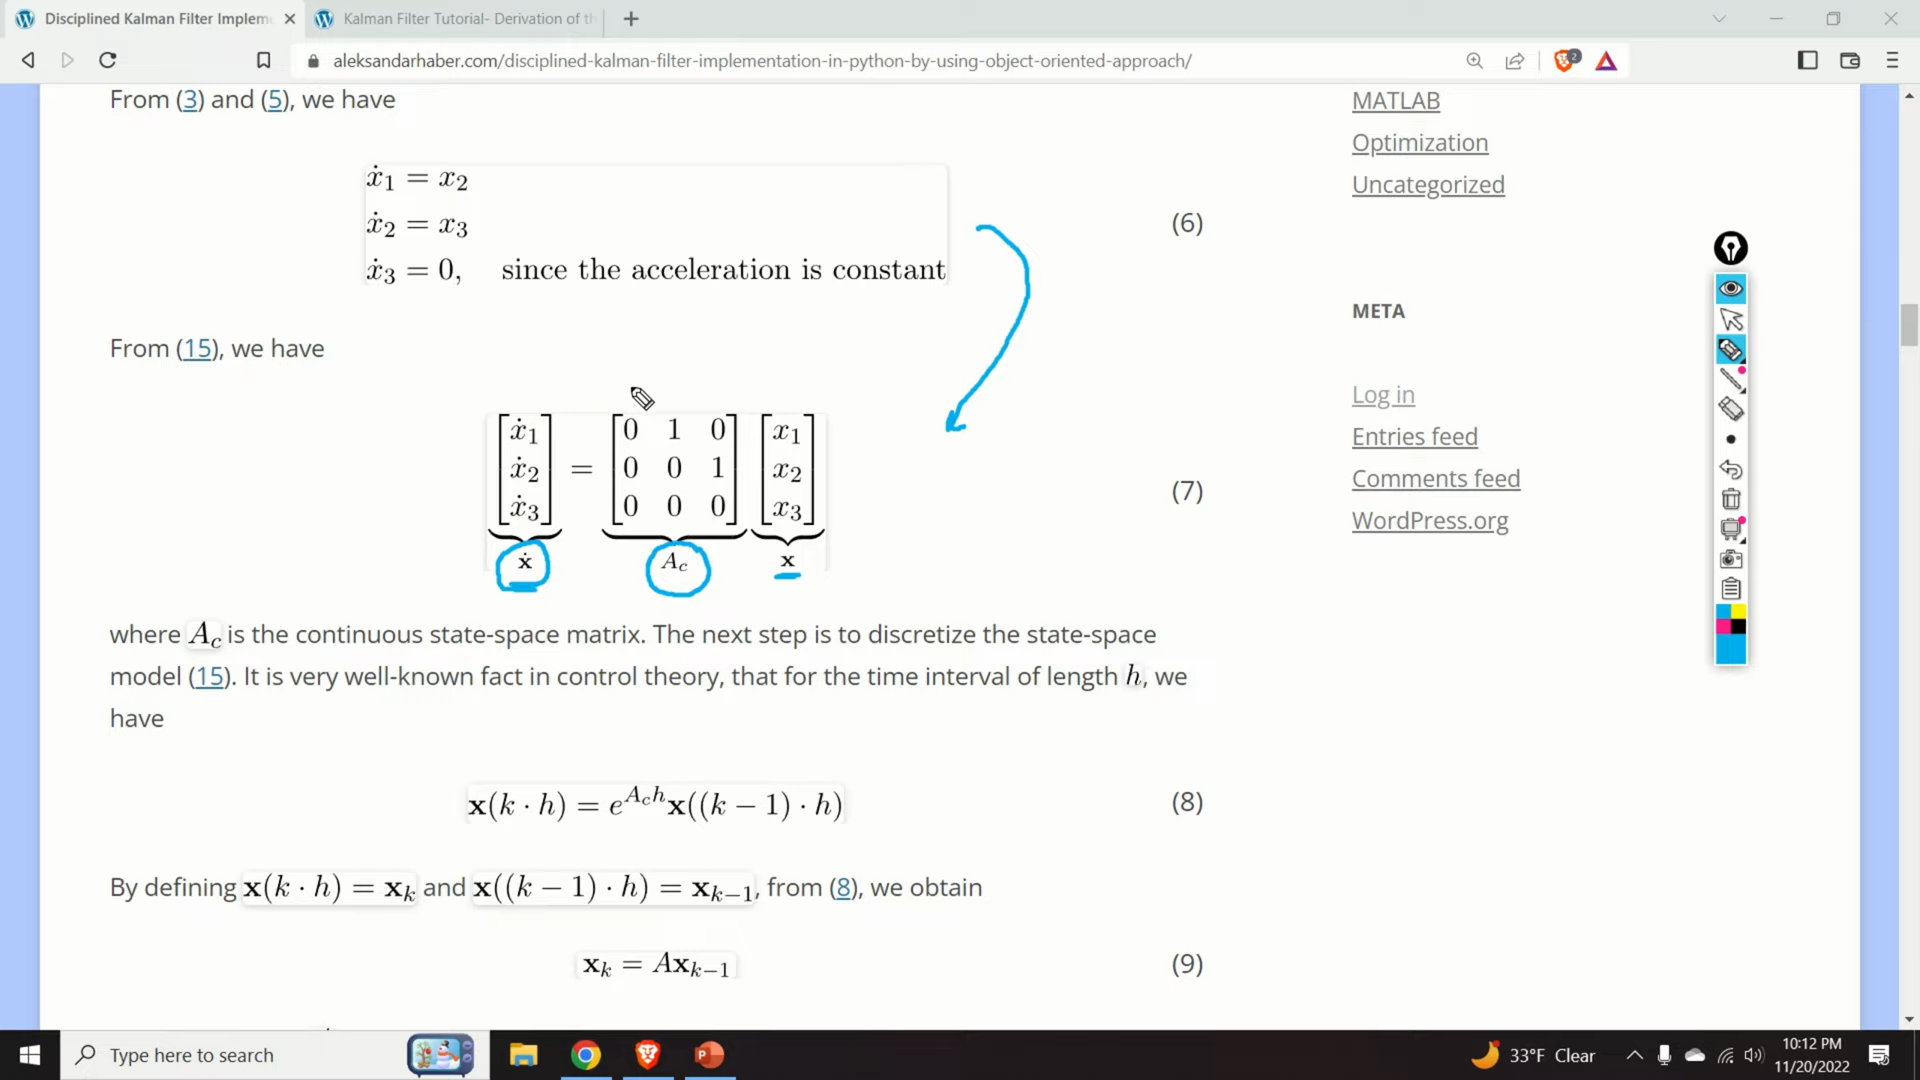 Disciplined Kalman Filter Implem
Kalman Filter Tutorial- Derivation of th
aleksandarhaber.com/disciplined-kalman-filter-implementation-in-python-by-using-object-oriented-approach/
2
From (3) and (5), we have
ẋ₁ = x₂
ẋ₂ = x₃
ẋ₃ = 0, since the acceleration is constant
(6)
From (15), we have
[ẋ₁ ẋ₂ ẋ₃] = [0 1 0; 0 0 1; 0 0 0] [x₁ x₂ x₃]
ẋ A_c x
(7)
where A_c is the continuous state-space matrix. The next step is to discretize the state-space
model (15). It is very well-known fact in control theory, that for the time interval of length h, we
have
x(k · h) = e^{A_c h} x((k − 1) · h)
(8)
By defining x(k · h) = x_k and x((k − 1) · h) = x_{k−1}, from (8), we obtain
x_k = Ax_{k−1}
(9)
MATLAB
Optimization
Uncategorized
META
Log in
Entries feed
Comments feed
WordPress.org
Type here to search
33°F Clear
10:12 PM
11/20/2022